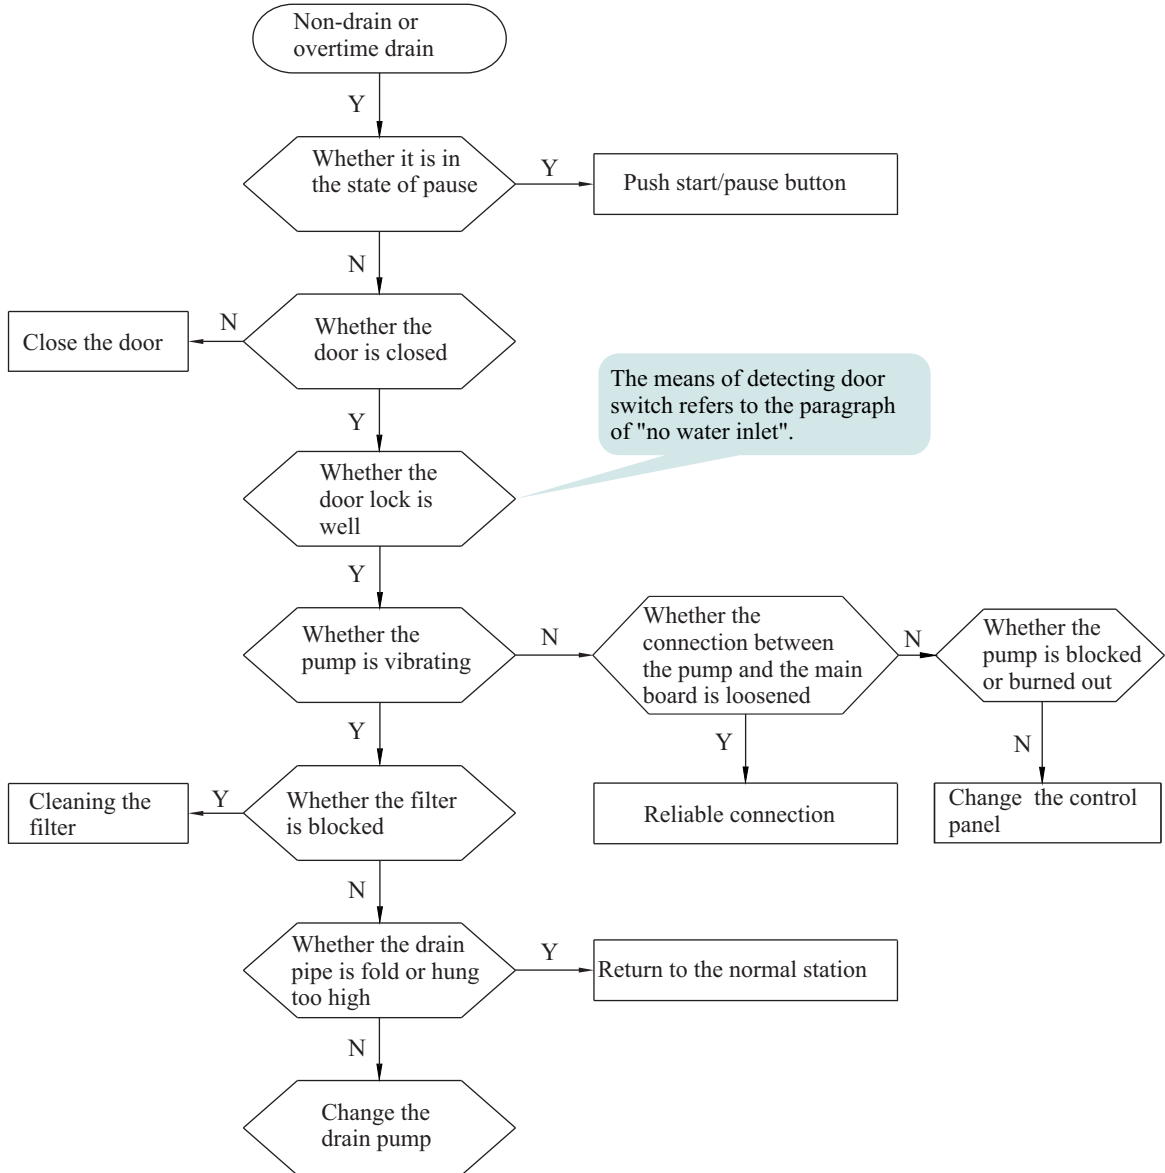 Non-drain or
overtime drain
Y
Whether it is in
the state of pause
Y
Push start/pause button
N
Whether the
door is closed
N
Close the door
Y
The means of detecting door
switch refers to the paragraph
of "no water inlet".
Whether the
door lock is
well
Y
Whether the
pump is vibrating
N
Whether the
connection between
the pump and the main
board is loosened
N
Whether the
pump is blocked
or burned out
Y
Y
N
Cleaning the
filter
Y
Whether the filter
is blocked
Reliable connection
Change the control
panel
N
Whether the drain
pipe is fold or hung
too high
Y
Return to the normal station
N
Change the
drain pump